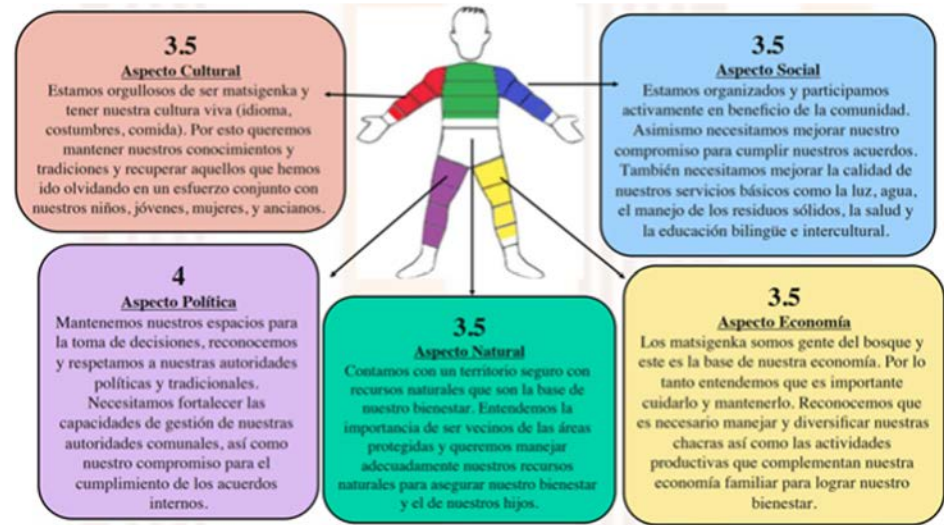 3.5
Aspecto Cultural
Estamos orgullosos de ser matsigenka y
tener nuestra cultura viva (idioma,
costumbres, comida). Por esto queremos
mantener nuestros conocimientos y
tradiciones y recuperar aquellos que hemos
ido olvidando en un esfuerzo conjunto con
nuestros niños, jóvenes, mujeres, y ancianos.
3.5
Aspecto Social
Estamos organizados y participamos
activamente en beneficio de la comunidad.
Asimismo necesitamos mejorar nuestro
compromiso para cumplir nuestros acuerdos.
También necesitamos mejorar la calidad de
nuestros servicios básicos como la luz, agua,
el manejo de los residuos sólidos, la salud y
la educación bilingüe e intercultural.
4
Aspecto Política
Mantenemos nuestros espacios para
la toma de decisiones, reconocemos
y respetamos a nuestras autoridades
políticas y tradicionales.
Necesitamos fortalecer las
capacidades de gestión de nuestras
autoridades comunales, así como
nuestro compromiso para el
cumplimiento de los acuerdos
internos.
3.5
Aspecto Natural
Contamos con un territorio seguro con
recursos naturales que son la base de
nuestro bienestar. Entendemos la
importancia de ser vecinos de las áreas
protegidas y queremos manejar
adecuadamente nuestros recursos
naturales para asegurar nuestro bienestar
y el de nuestros hijos.
3.5
Aspecto Economía
Los matsigenka somos gente del bosque y
este es la base de nuestra economía. Por lo
tanto entendemos que es importante
cuidarlo y mantenerlo. Reconocemos que
es necesario manejar y diversificar nuestras
chacras así como las actividades
productivas que complementan nuestra
economía familiar para lograr nuestro
bienestar.